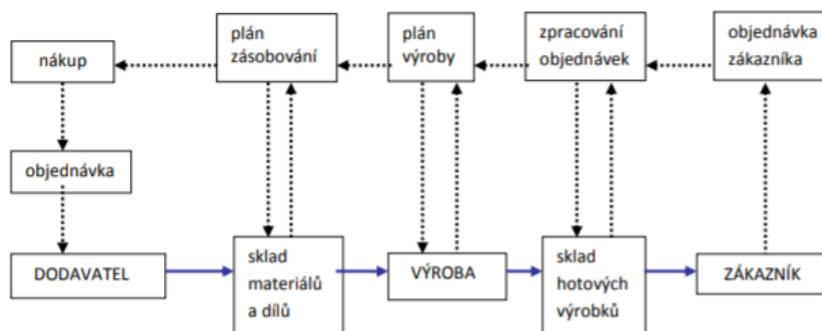 nákup
plán
zásobování
plán
výroby
zpracování
objednávek
objednávka
zákazníka
objednávka
DODAVATEL
sklad
materiálů
a dílů
VÝROBA
sklad
hotových
výrobků
ZÁKAZNÍK